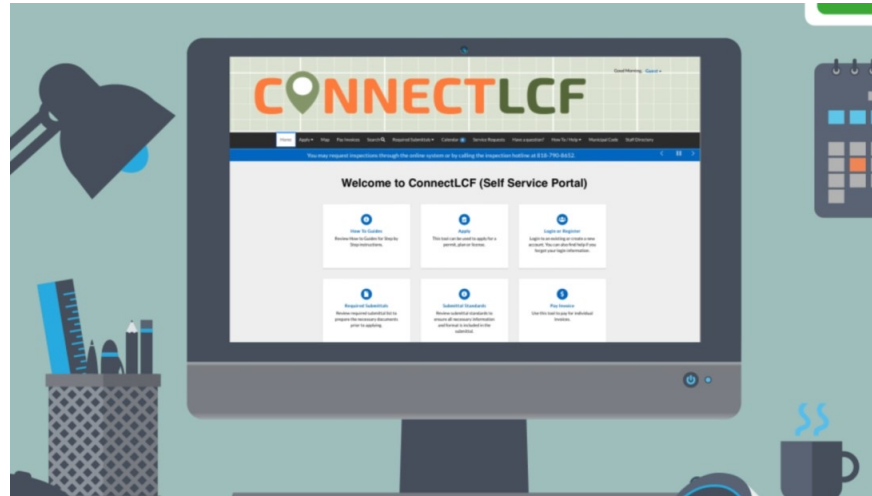 Good Morning, Guest
CONNECTLCF
Home Apply Map Pay Invoices Search Required Submittals Calendar Service Requests Have a question? How To / Help Municipal Code Staff Directory
You may request inspections through the online system or by calling the inspection hotline at 818-790-8652.
Welcome to ConnectLCF (Self Service Portal)
How To Guides
Review How to Guides for Step by
Step Instructions.
Apply
This tool can be used to apply for a
permit, plan or license.
Login or Register
Login to an existing or create a new
account. You can also find help if you
forget your login information.
Required Submittals
Review required submittal list to
prepare the necessary documents
prior to applying.
Submittal Standards
Review submittal standards to
ensure all necessary information
and format is included in the
submittal
Pay Invoice
Use this tool to pay for individual
invoices.